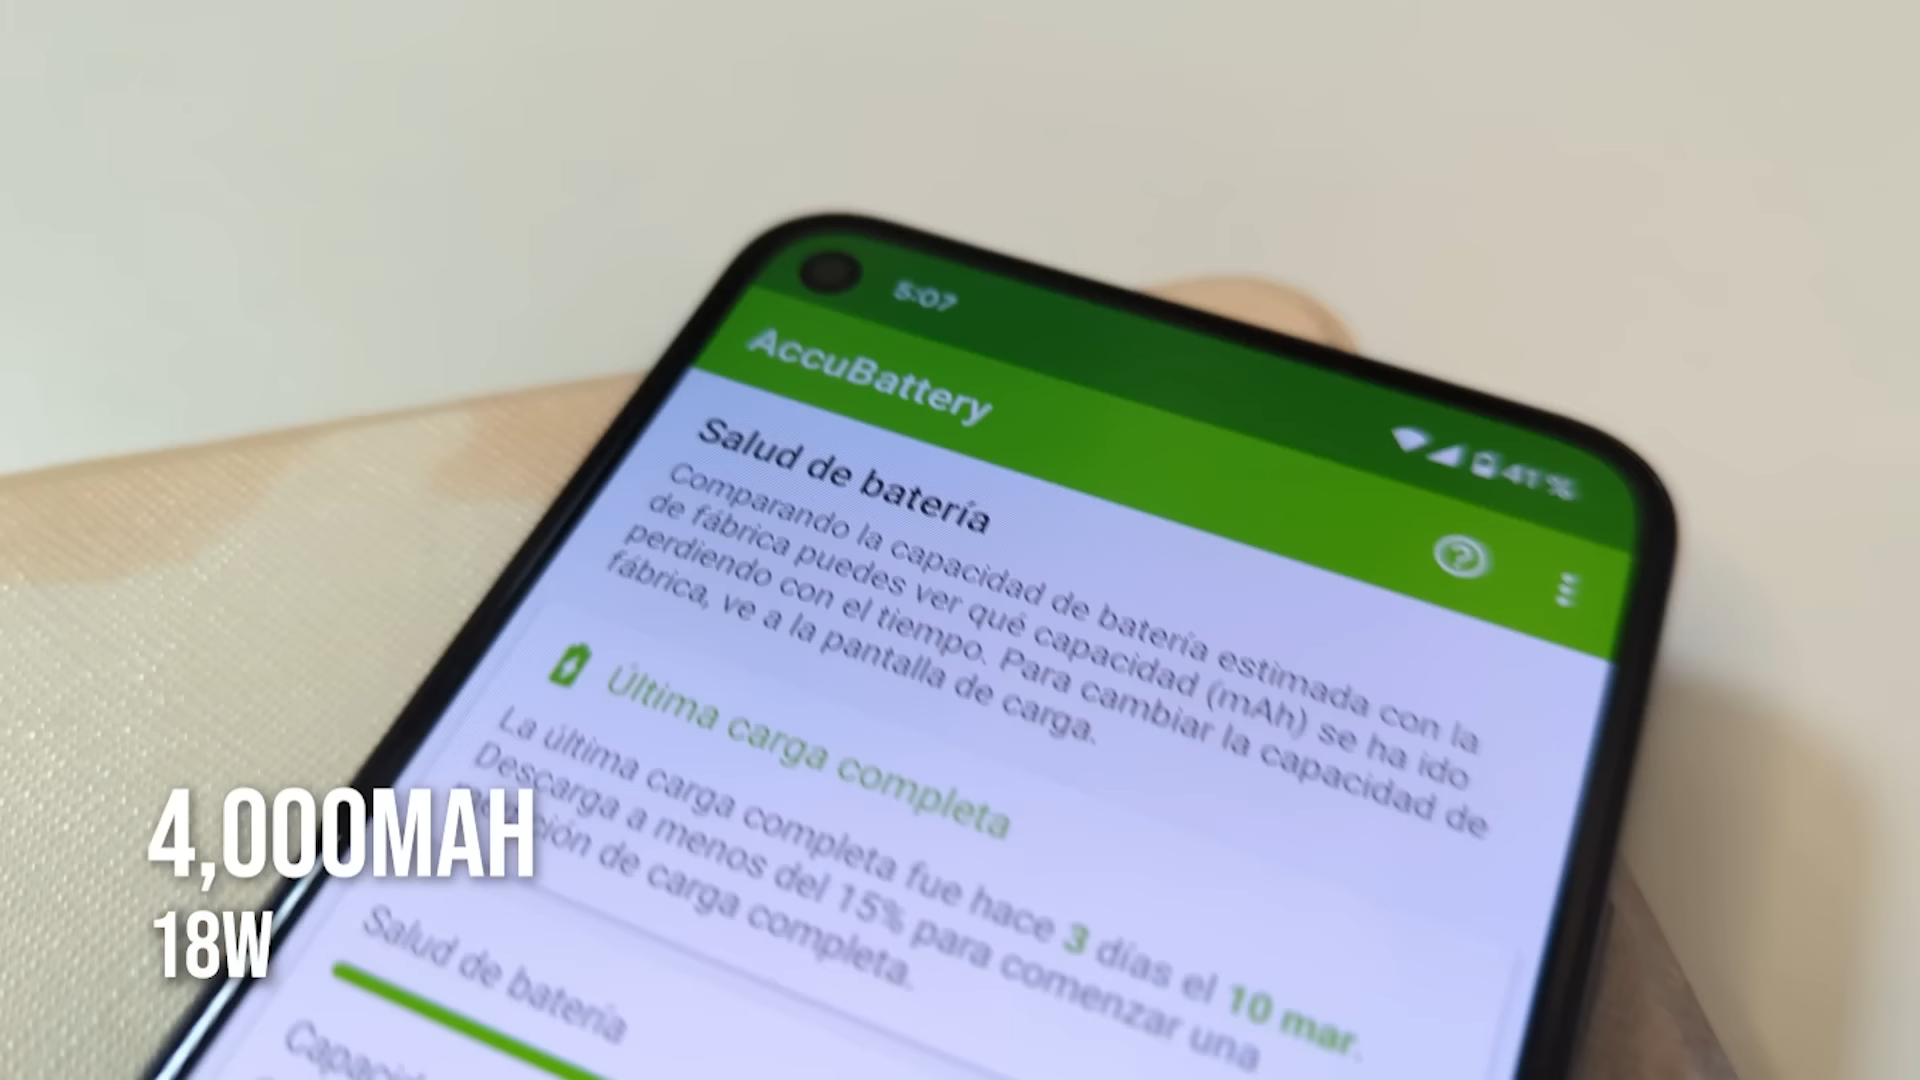 5:07
41 %
AccuBattery
Salud de batería
Comparando la capacidad de batería estimada con la
de fábrica puedes ver qué capacidad (mAh) se ha ido
perdiendo con el tiempo. Para cambiar la capacidad de
fábrica, ve a la pantalla de carga.
Última carga completa
La última carga completa fue hace 3 días el 10 mar.
Descarga a menos del 15% para comenzar una
de carga completa.
Salud de batería
4,000MAH
18W